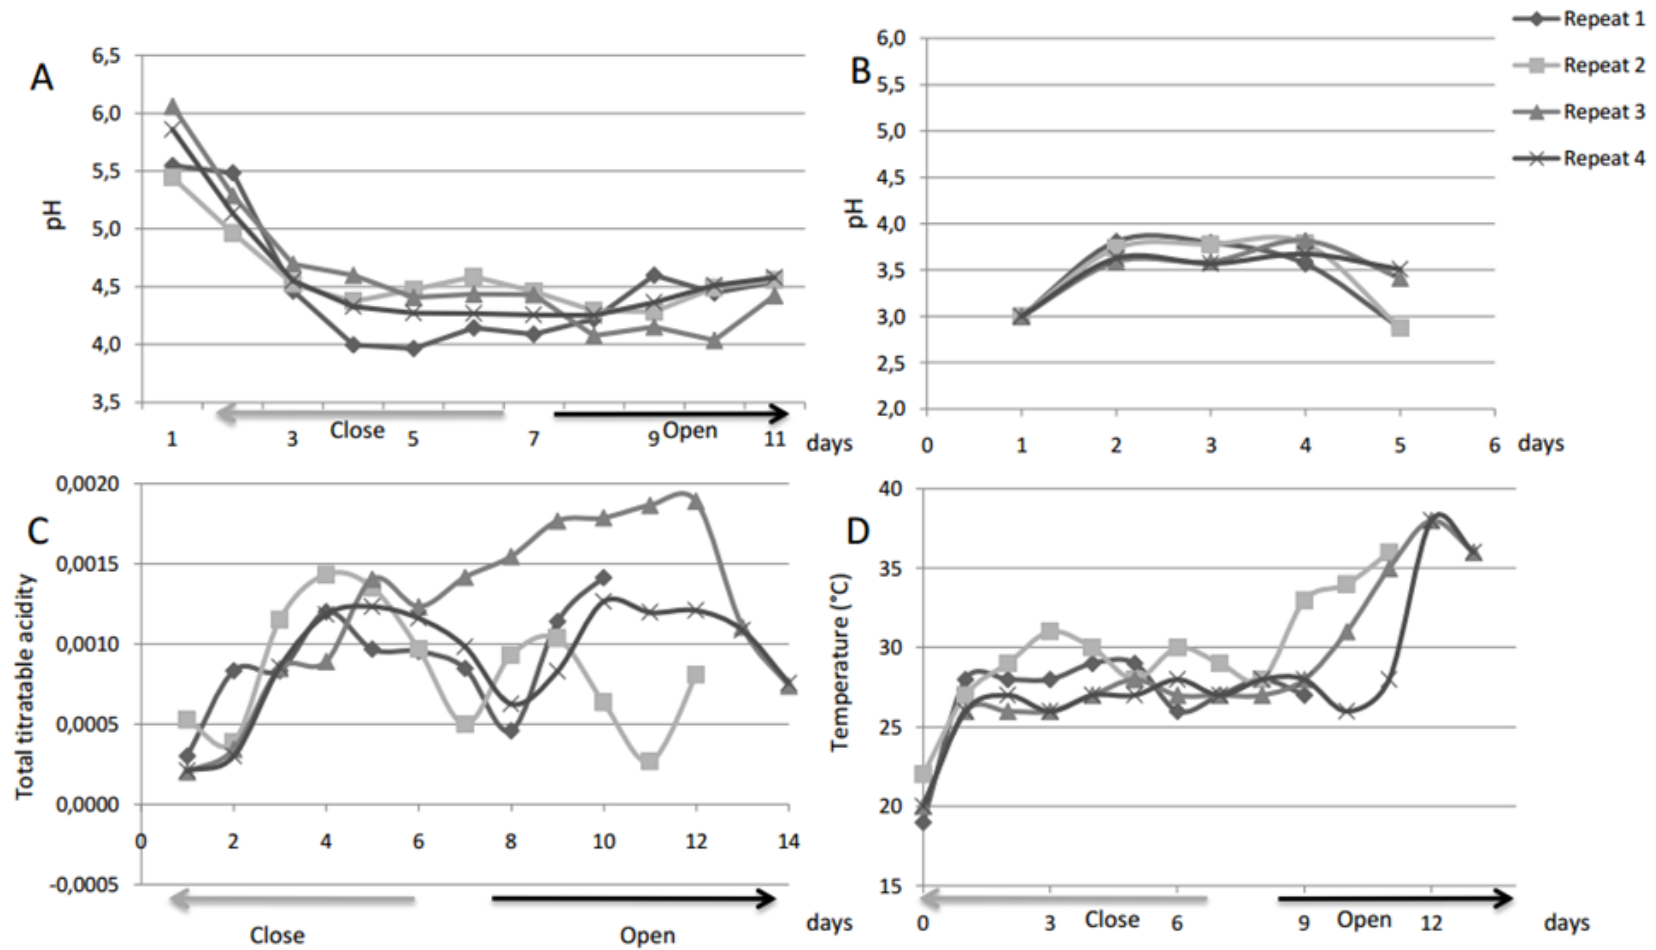 A
6,5
6,0
5,5
5,0
4,5
4,0
3,5
pH
1 3 5 7 9 11 days
Close Open
B
6,0
5,5
5,0
4,5
4,0
3,5
3,0
2,5
2,0
pH
0 1 2 3 4 5 6 days
Repeat 1
Repeat 2
Repeat 3
Repeat 4
C
0,0020
0,0015
0,0010
0,0005
0,0000
-0,0005
Total titratable acidity
0 2 4 6 8 10 12 14
days
Close Open
D
40
35
30
25
20
15
Temperature (°C)
0 3 6 9 12 days
Close Open